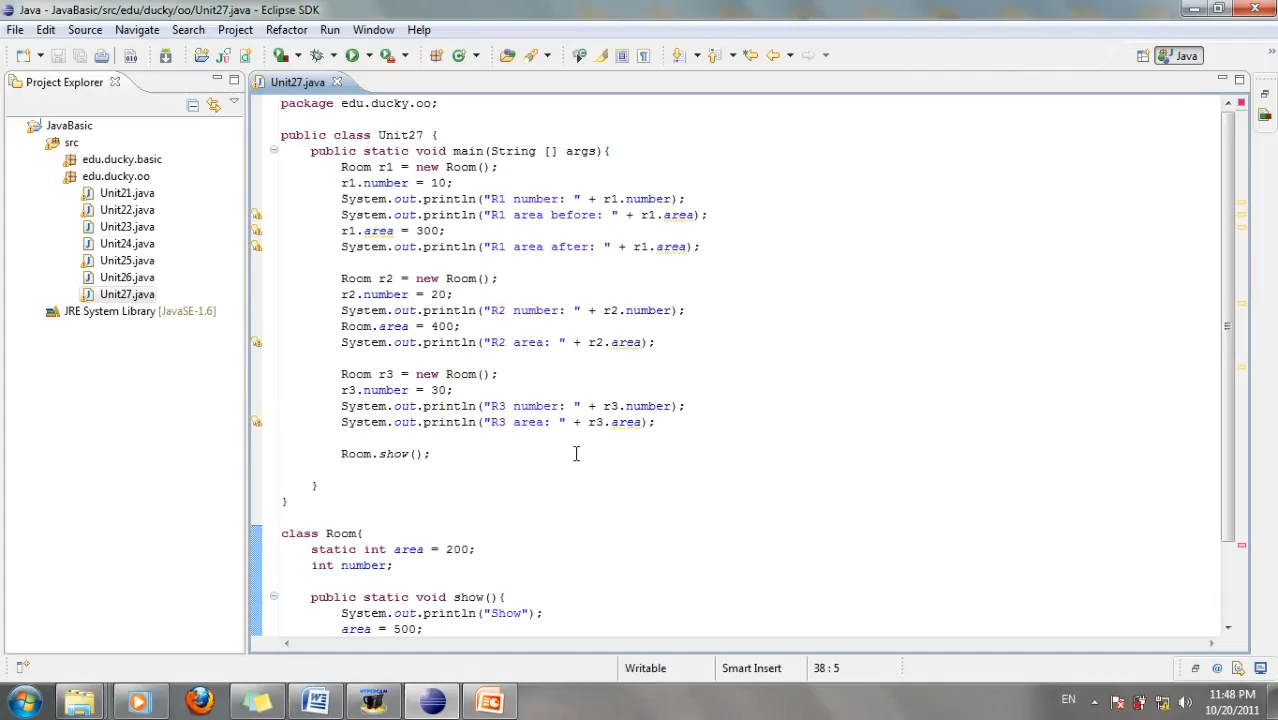 Java - JavaBasic/src/edu/ducky/oo/Unit27.java - Eclipse SDK
File Edit Source Navigate Search Project Refactor Run Window Help
Java
Project Explorer
Unit27.java
JavaBasic
src
edu.ducky.basic
edu.ducky.oo
Unit21.java
Unit22.java
Unit23.java
Unit24.java
Unit25.java
Unit26.java
Unit27.java
JRE System Library [JavaSE-1.6]
package edu.ducky.oo;
public class Unit27 {
public static void main(String [] args){
Room r1 = new Room();
r1.number = 10;
System.out.println("R1 number: " + r1.number);
System.out.println("R1 area before: " + r1.area);
r1.area = 300;
System.out.println("R1 area after: " + r1.area);
Room r2 = new Room();
r2.number = 20;
System.out.println("R2 number: " + r2.number);
Room.area = 400;
System.out.println("R2 area: " + r2.area);
Room r3 = new Room();
r3.number = 30;
System.out.println("R3 number: " + r3.number);
System.out.println("R3 area: " + r3.area);
Room.show();
}
}
class Room{
static int area = 200;
int number;
public static void show(){
System.out.println("Show");
area = 500;
Writable Smart Insert 38 : 5
HYPERCAM
EN
11:48 PM
10/20/2011